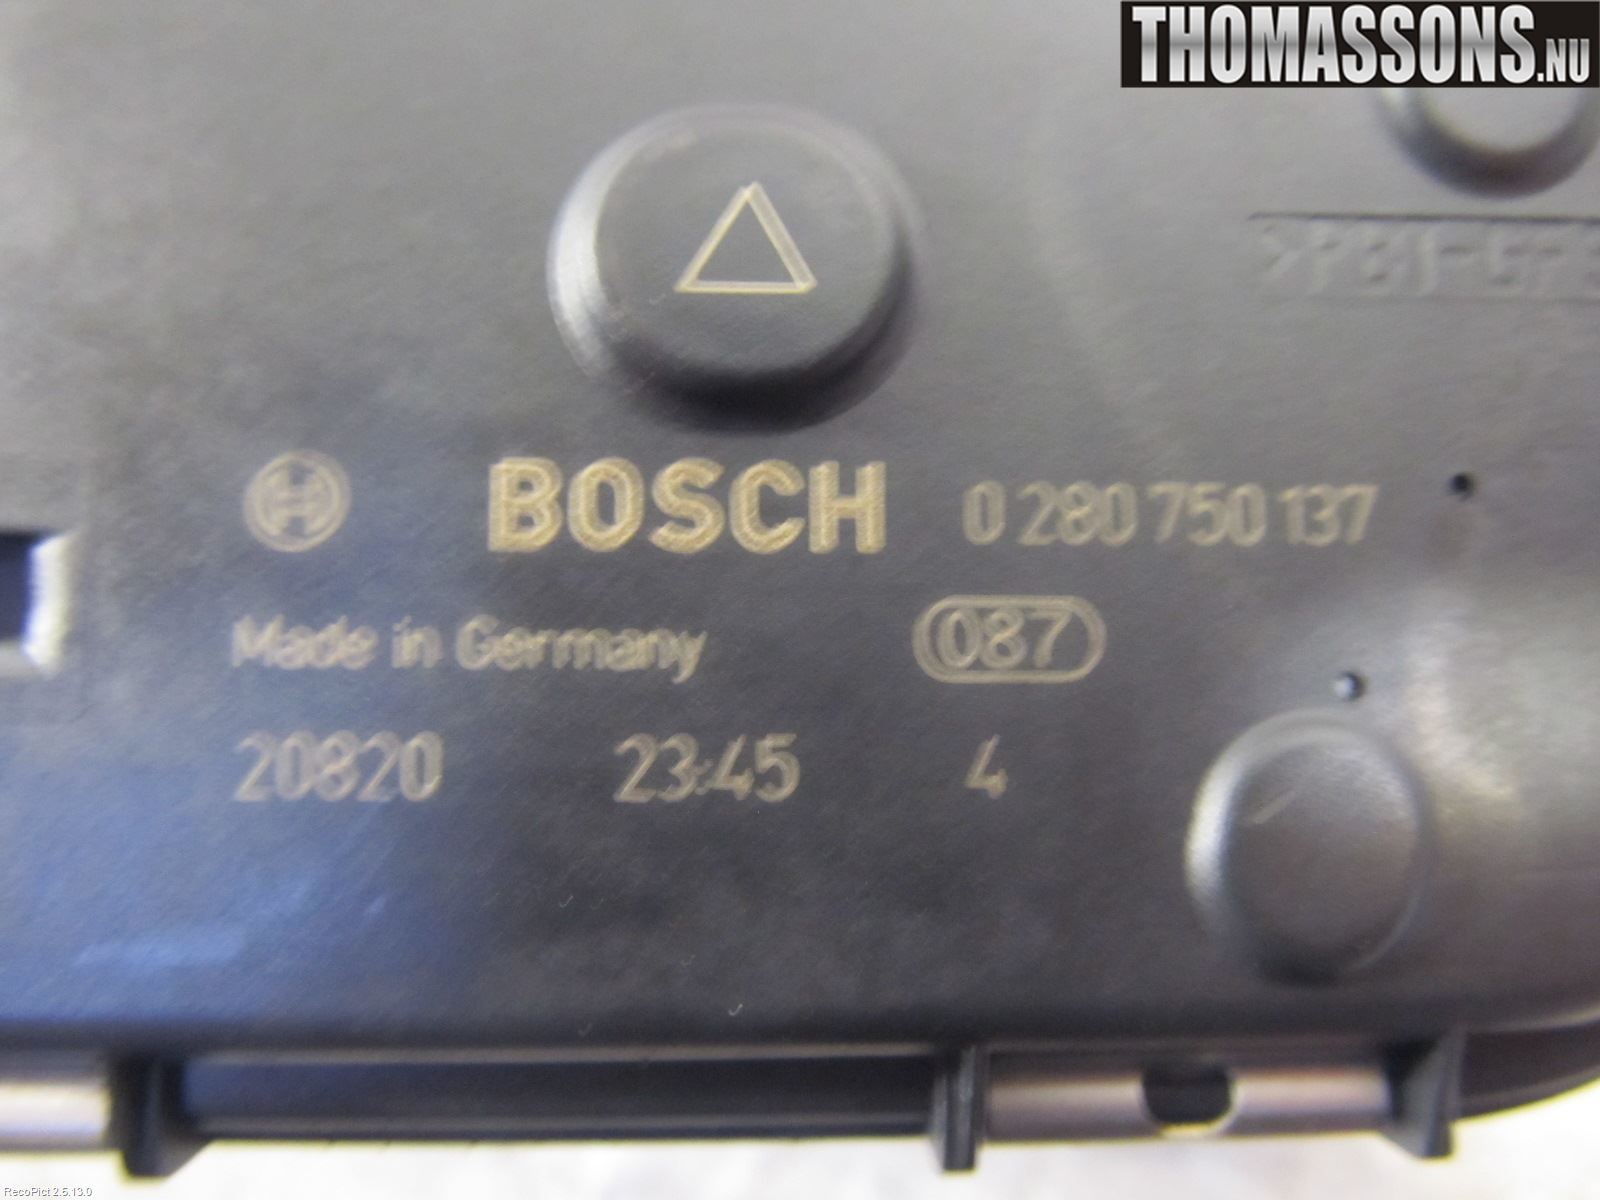 THOMASSONS.NU
BOSCH 0 280 750 137
Made in Germany 087
20820 23:45 4
RecoPict 2.5.13.0